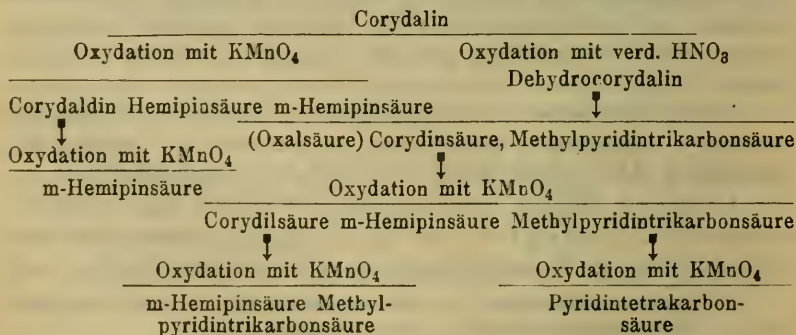 Corydalin
Oxydation mit KMnO₄ Oxydation mit verd. HNO₃
Dehydrocorydalin
Corydaldin Hemipinsäure m-Hemipinsäure
(Oxalsäure) Corydinsäure, Methylpyridintrikarbonsäure
Oxydation mit KMnO₄
m-Hemipinsäure Oxydation mit KMnO₄
Corydilsäure m-Hemipinsäure Methylpyridintrikarbonsäure
Oxydation mit KMnO₄ Oxydation mit KMnO₄
m-Hemipinsäure Methyl- Pyridintetrakarbon-
pyridintrikarbonsäure säure